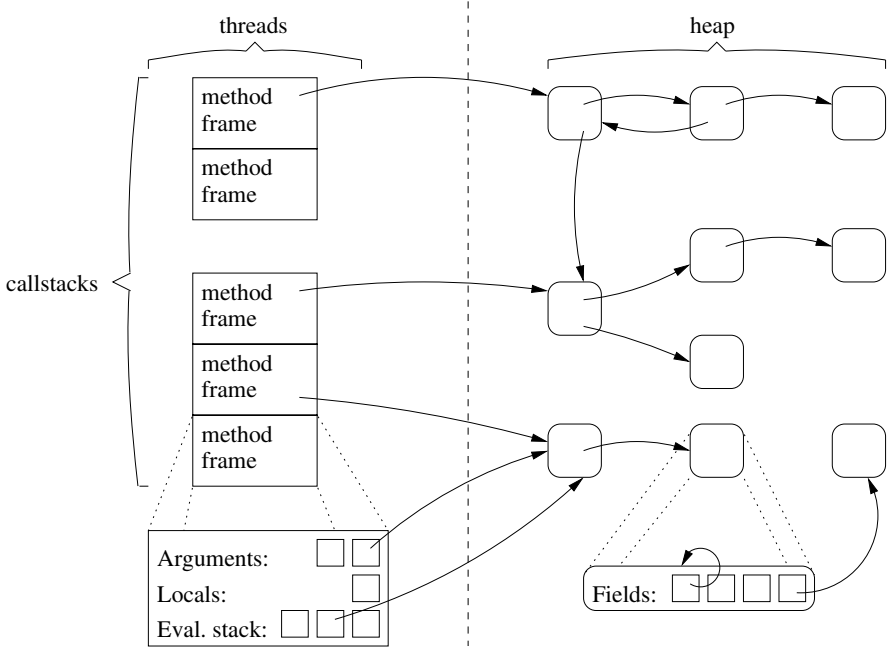 threads
heap
method
frame
method
frame
callstacks
method
frame
method
frame
method
frame
Arguments:
Locals:
Eval. stack:
Fields: